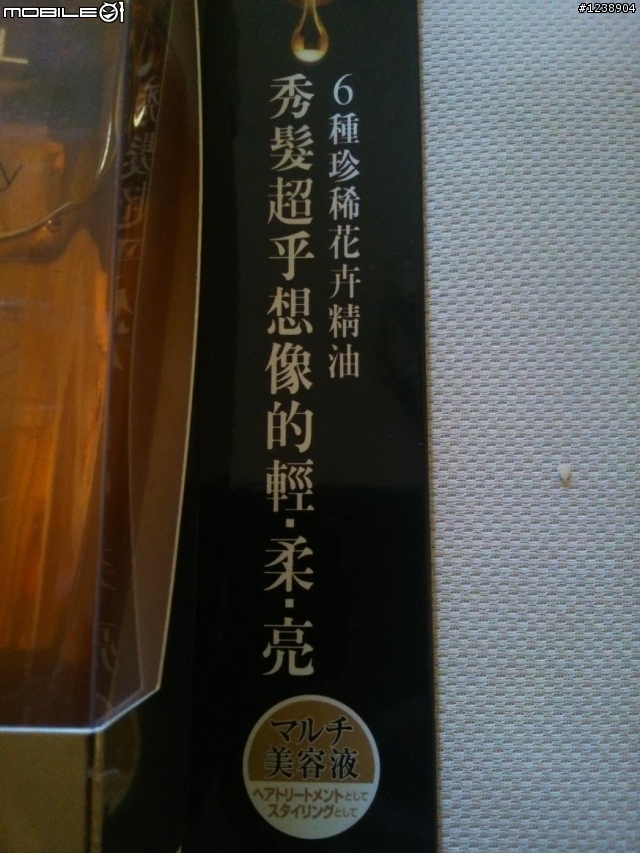 MOBILE01
#1238904
6種珍稀花卉精油
秀髮超乎想像的輕·柔·亮
マルチ
美容液
ヘアトリートメントとして
スタイリングとして